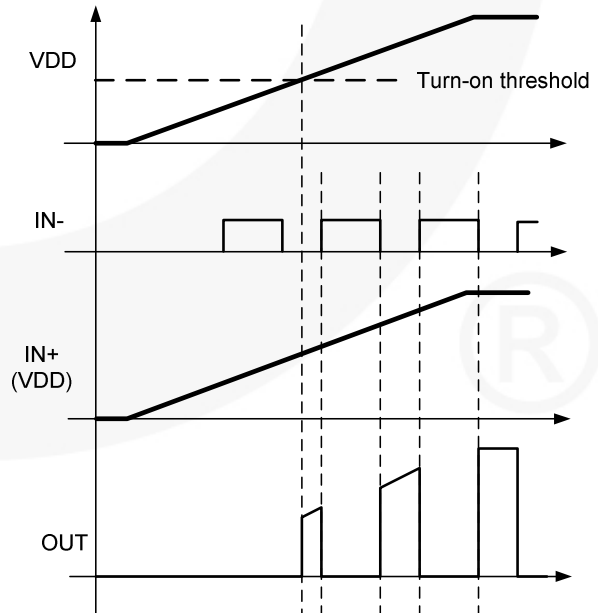 VDD
Turn-on threshold
IN-
IN+
(VDD)
OUT
®